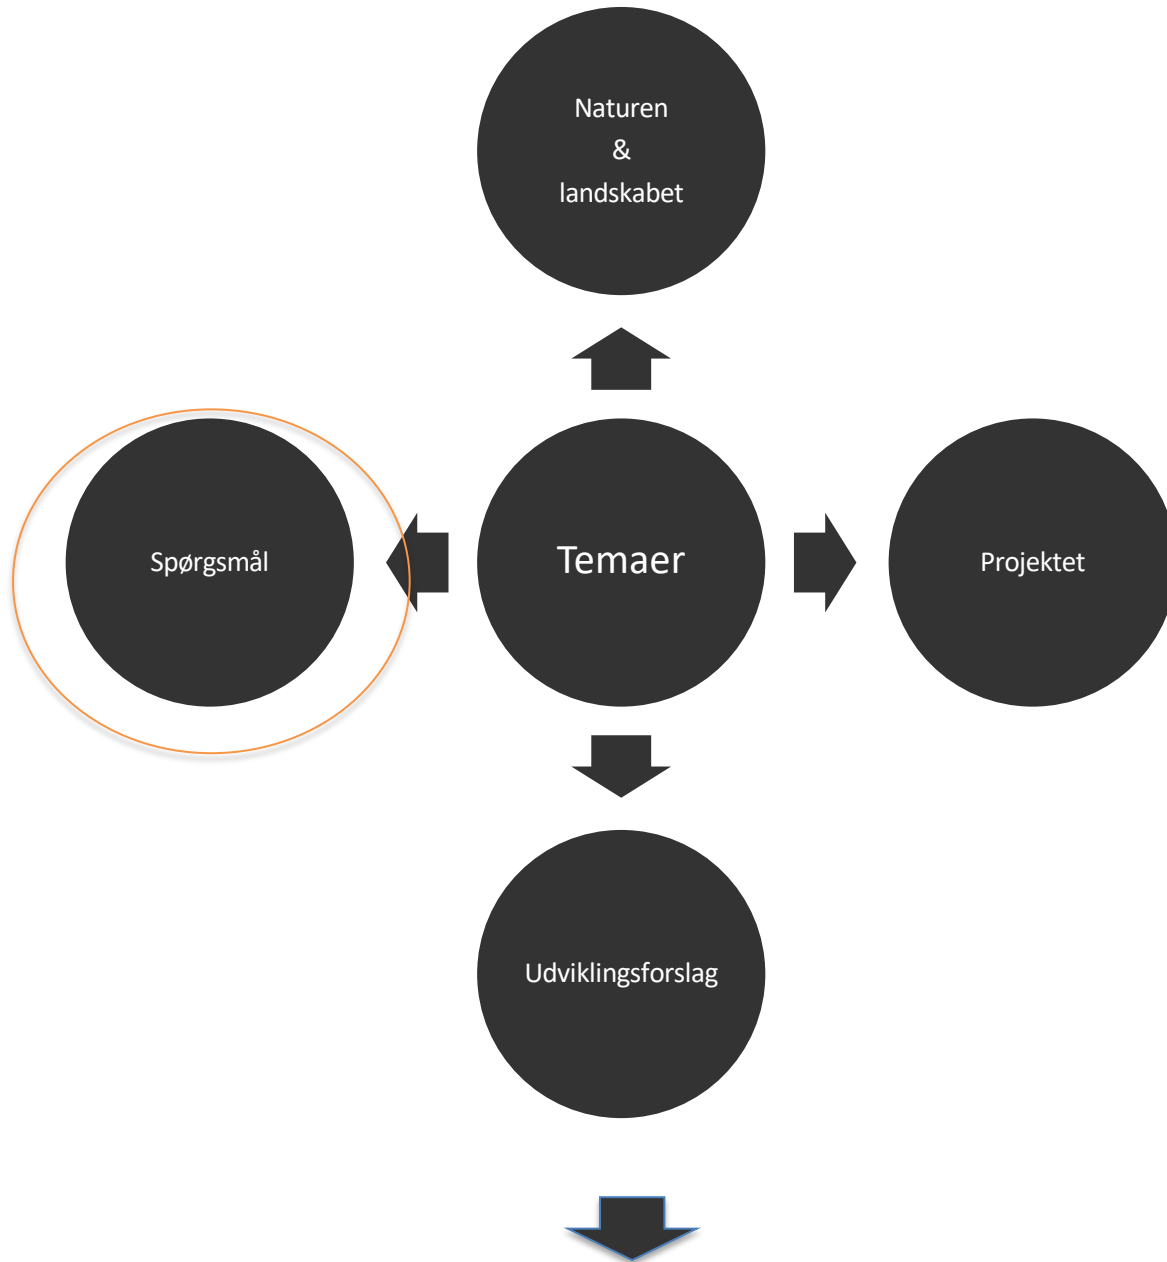 Naturen
&
landskabet
Spørgsmål
Temaer
Projektet
Udviklingsforslag